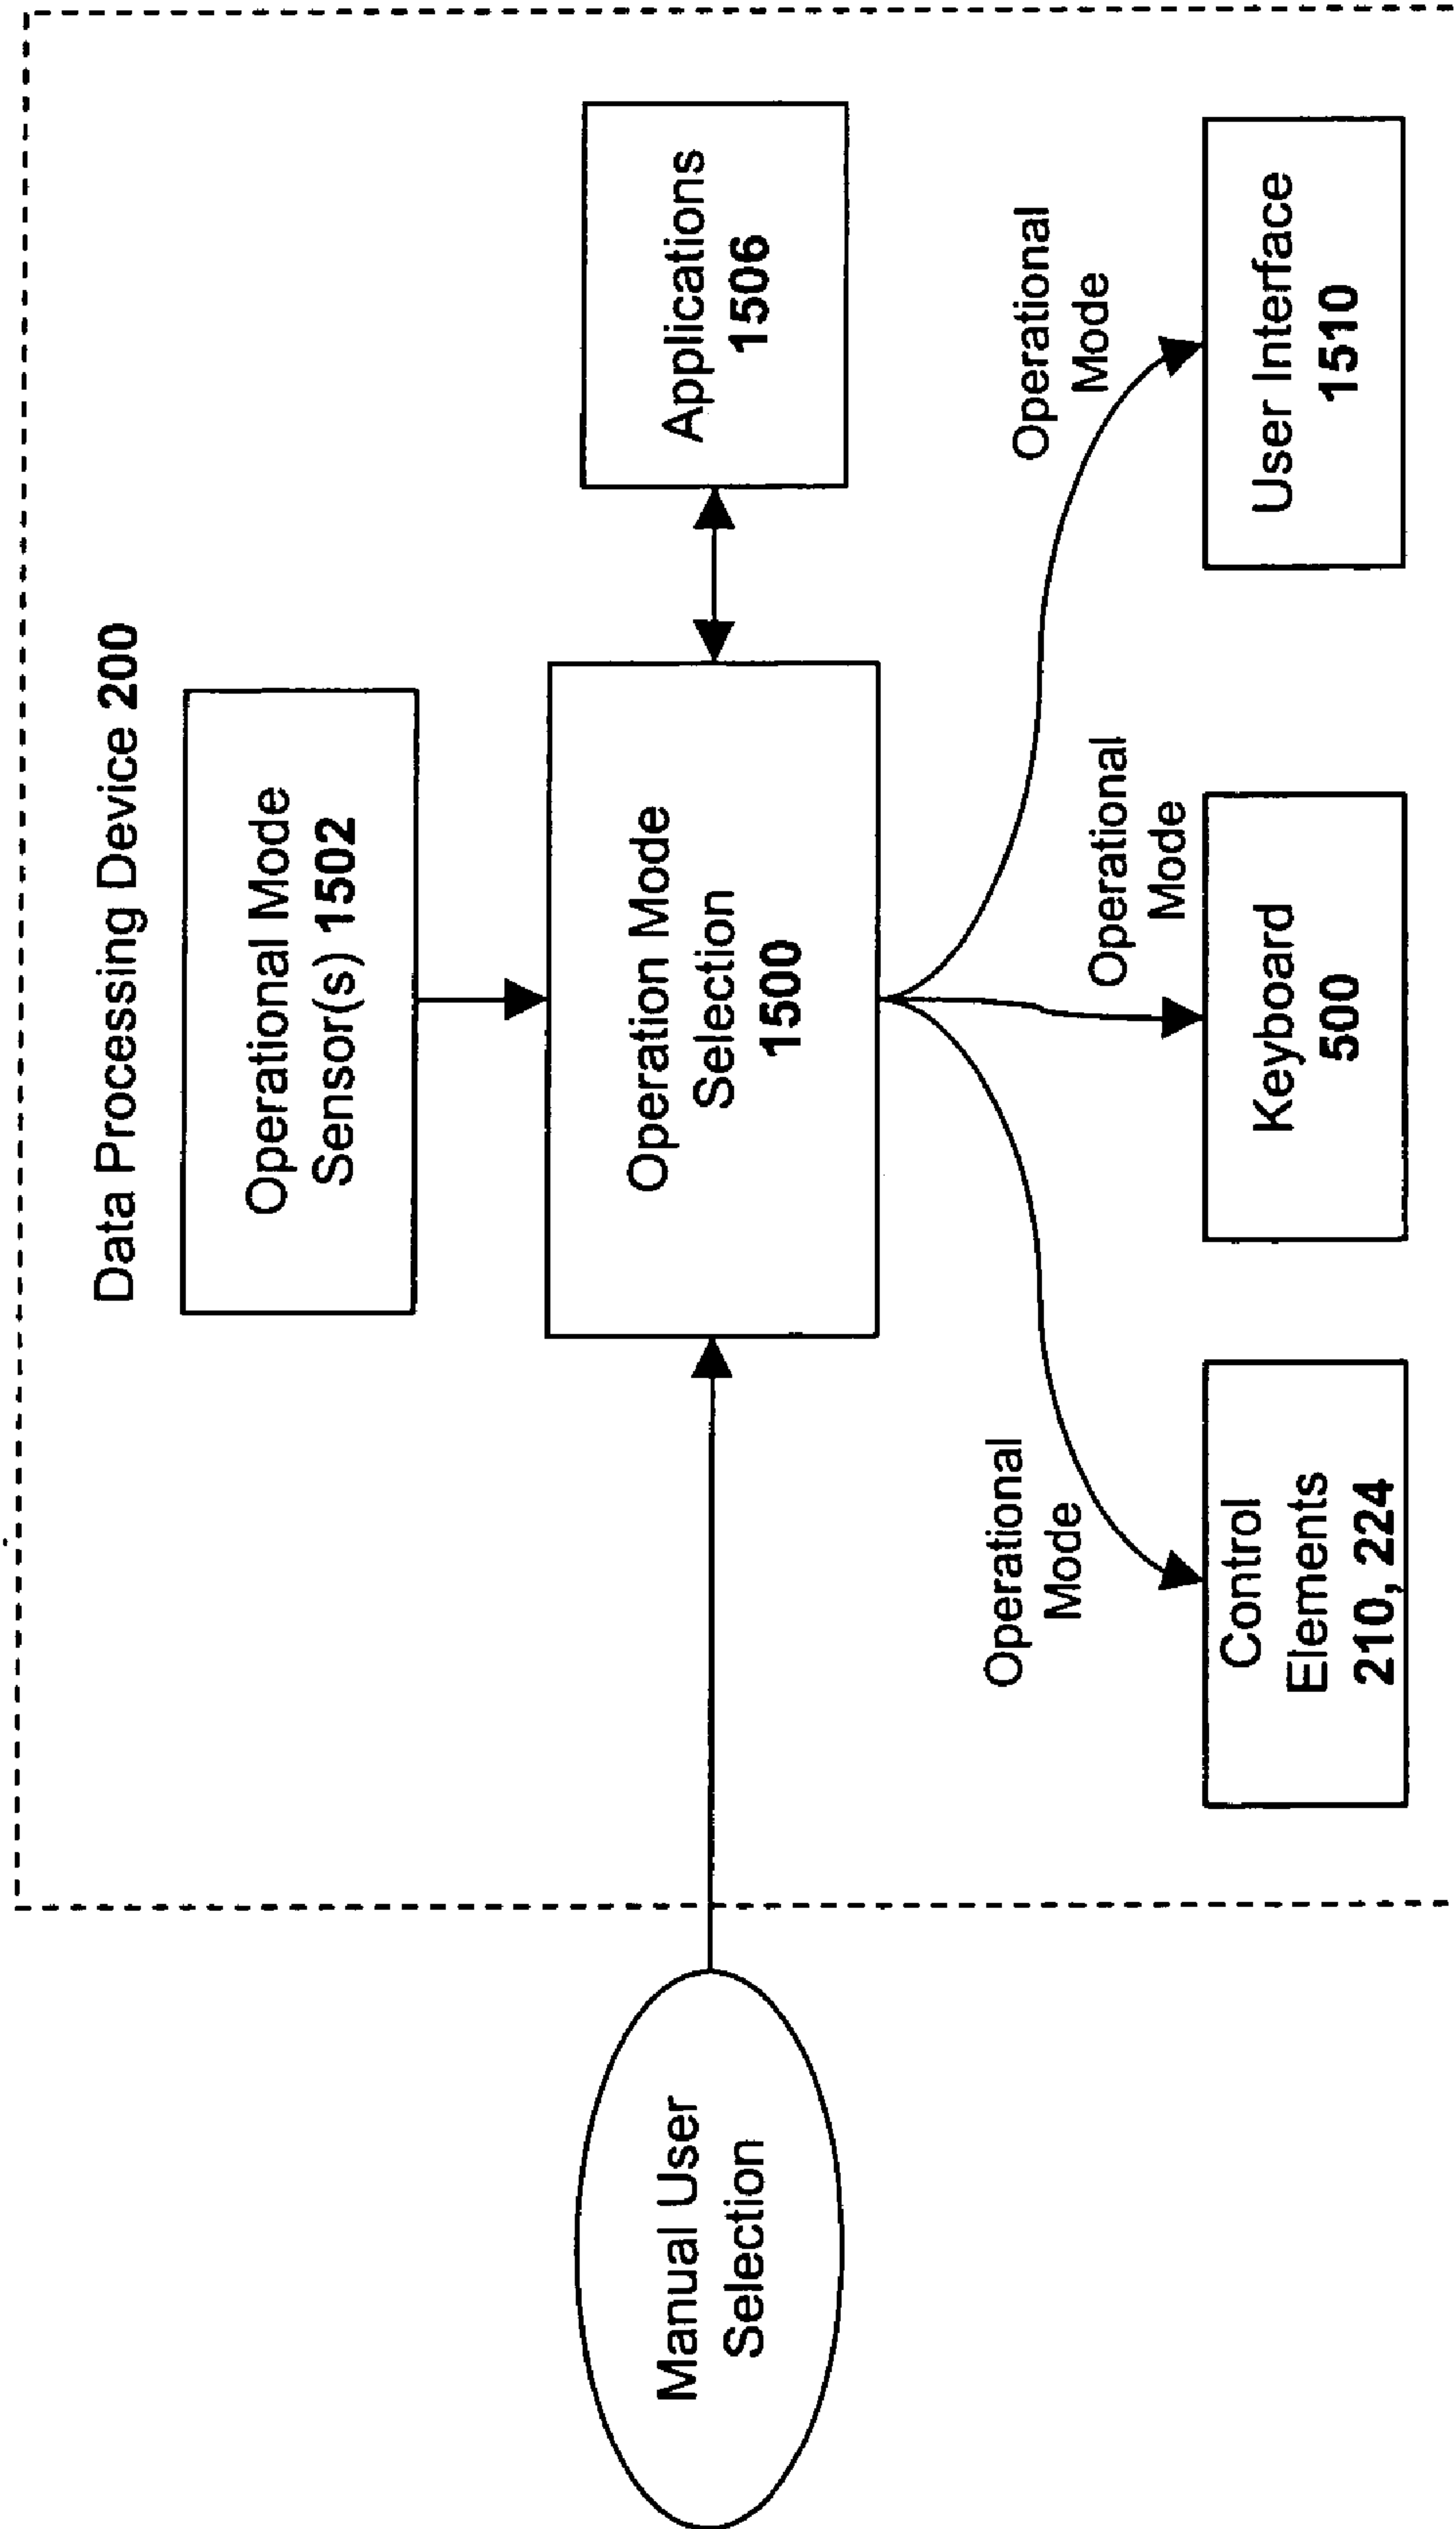 Data Processing Device 200
Operational Mode
Sensor(s) 1502
Manual User
Selection
Operation Mode
Selection
1500
Applications
1506
Operational
Mode
Operational
Mode
Operational
Mode
Control
Elements
210, 224
Keyboard
500
User Interface
1510